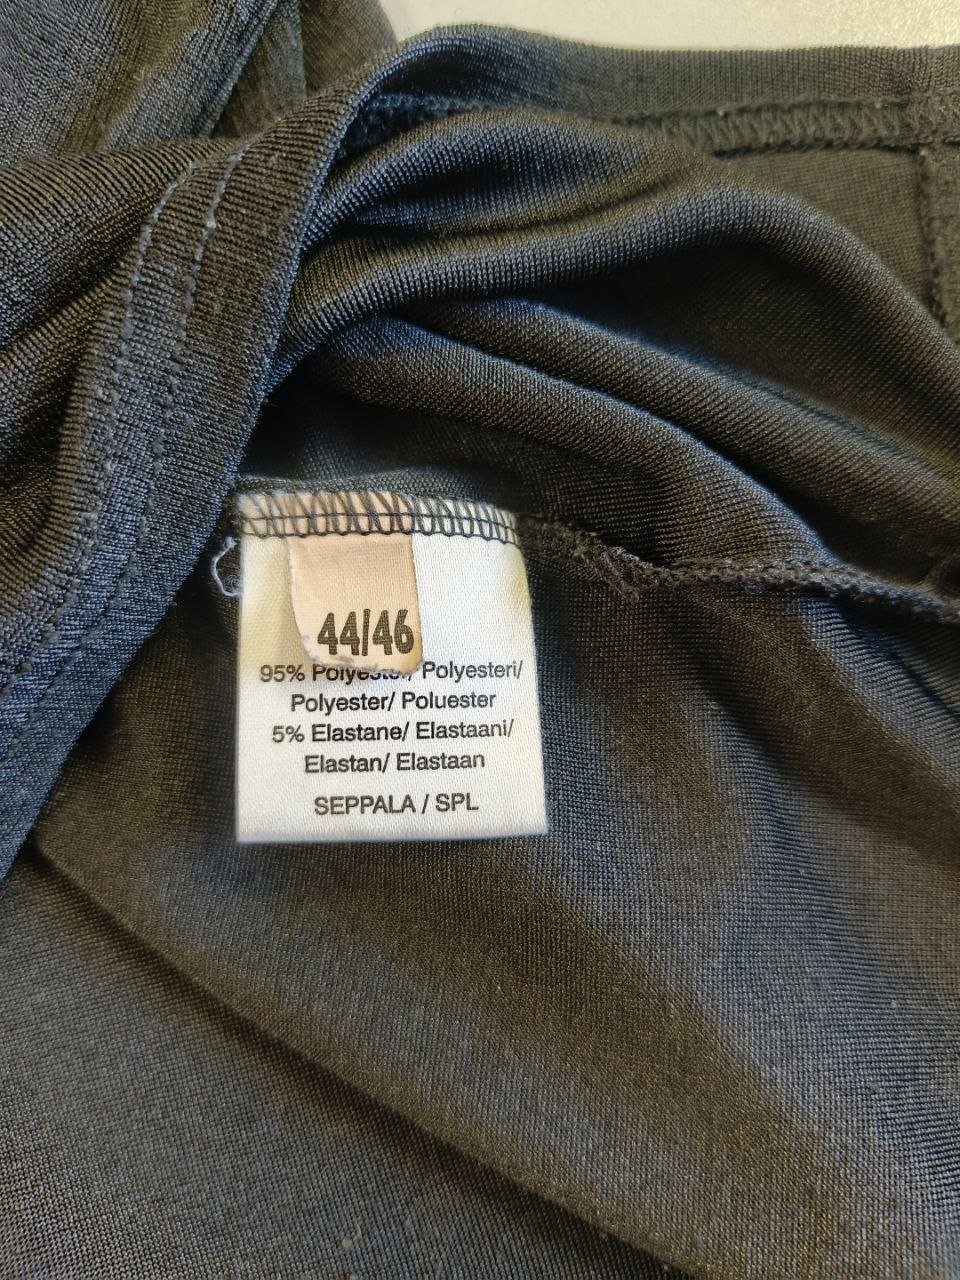 44/46
95% Polyester/ Polyesteri/
Polyester/ Poluester
5% Elastane/ Elastaani/
Elastan/ Elastaan
SEPPALA / SPL